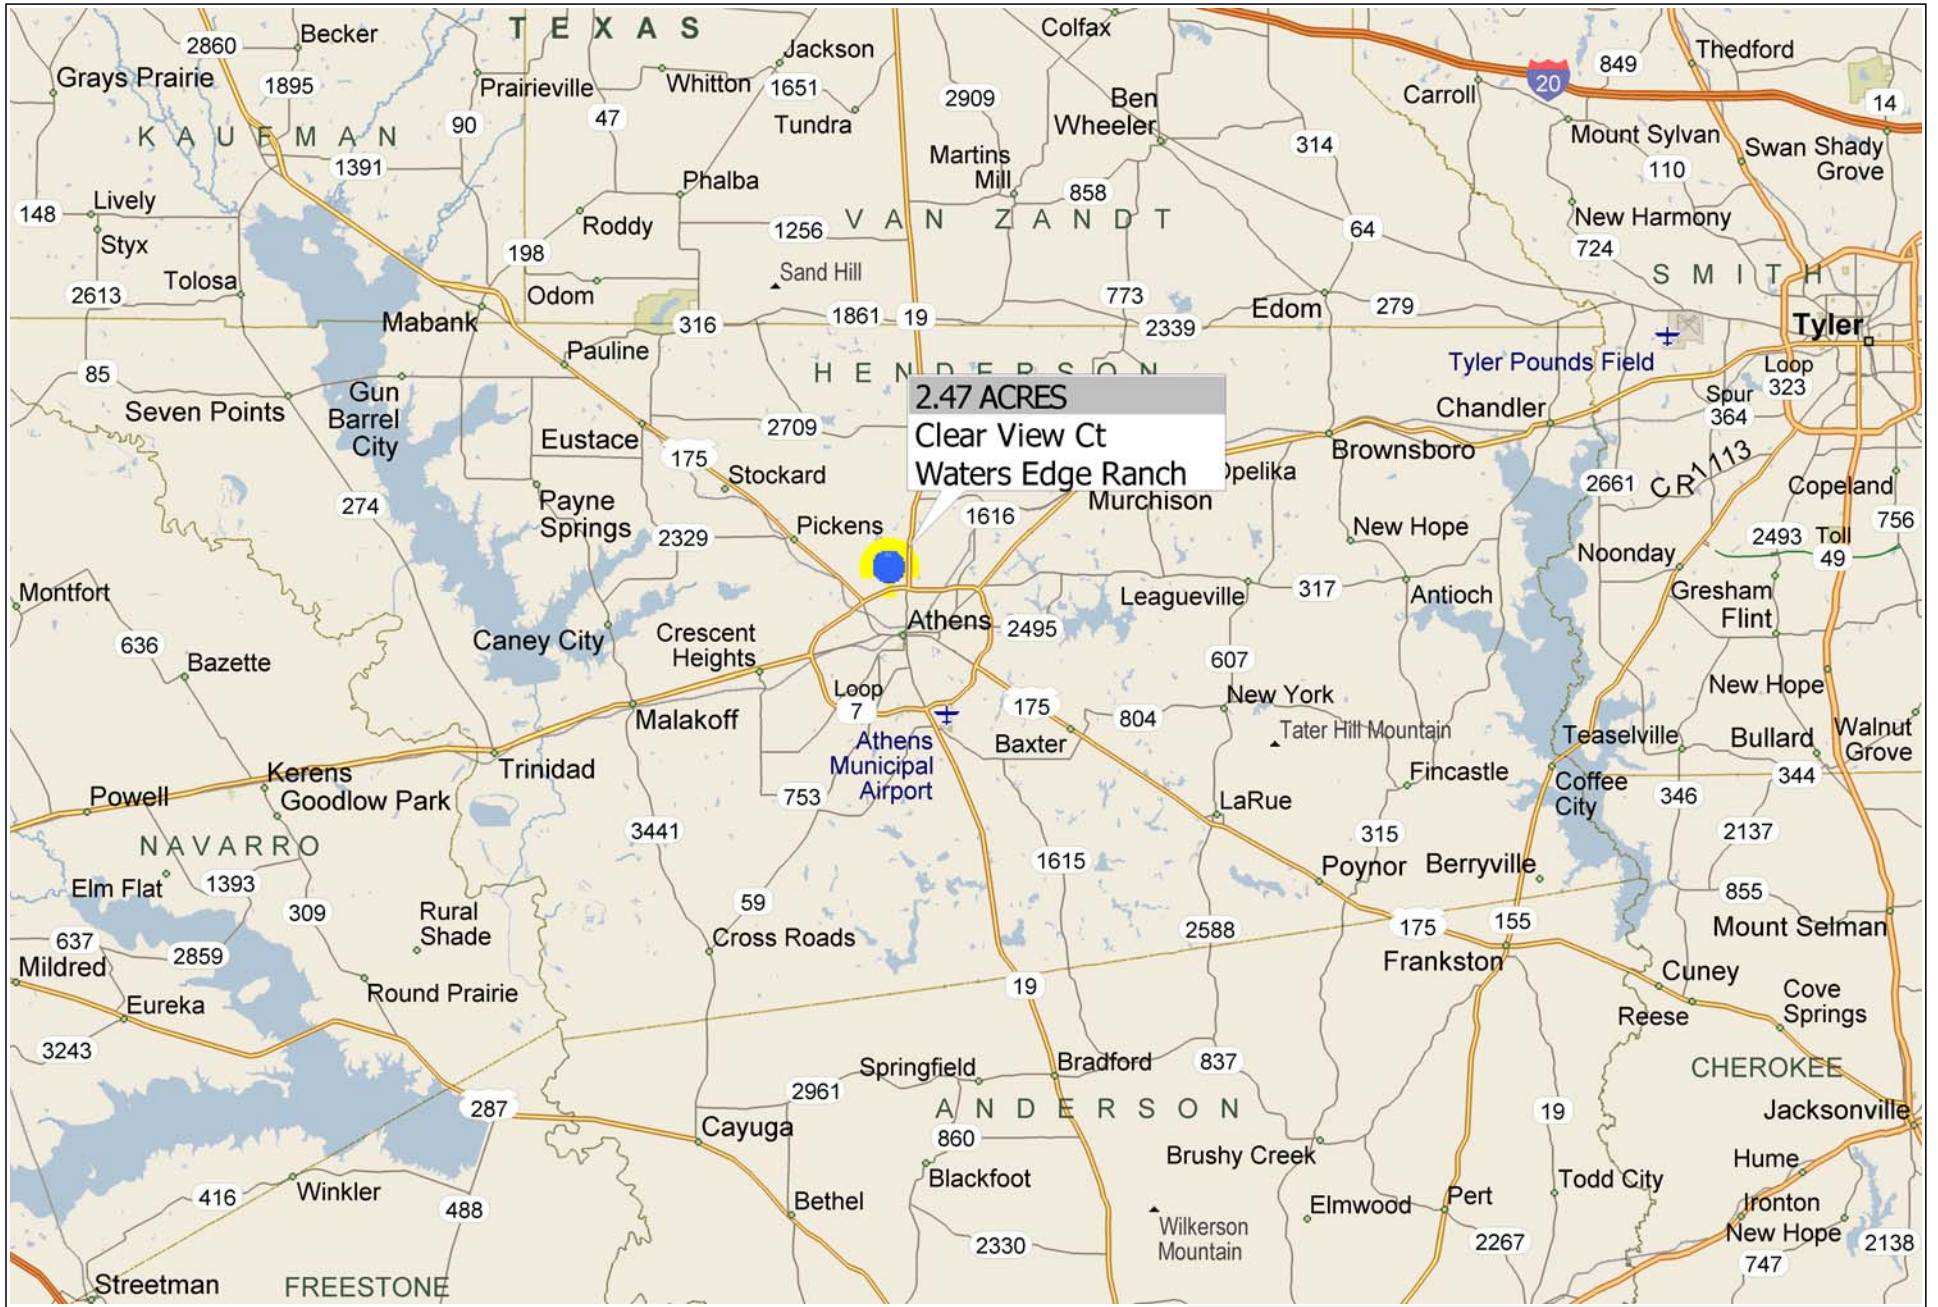 TEXAS
Colfax
Becker
2860
Jackson
Thedford
849
Grays Prairie
1895
Prairieville
Whitton
1651
20
Carroll
14
2909
Ben
Wheeler
47
Tundra
90
KAUFMAN
Mount Sylvan
314
Swan
Shady
Grove
1391
Martins
Mill
110
Phalba
858
Lively
148
Roddy
VAN ZANDT
New Harmony
1256
64
Styx
198
724
Sand Hill
SMITH
Tolosa
2613
Odom
773
Edom
279
Mabank
316
1861
19
2339
Tyler
Pauline
Tyler Pounds Field
85
HENDERSON
Loop
323
Gun
Barrel
City
2.47 ACRES
Clear View Ct
Waters Edge Ranch
Spur
364
Seven Points
Chandler
2709
Eustace
Brownsboro
175
CR 1113
Stockard
Opelika
2661
Copeland
Payne
Springs
274
Murchison
1616
Pickens
New Hope
756
2329
2493
Toll
49
Noonday
Montfort
Leagueville
317
Antioch
Gresham
Flint
Athens
2495
Caney City
Crescent
Heights
636
Bazette
607
New Hope
Loop
7
175
New York
Malakoff
804
Tater Hill Mountain
Teaselville
Bullard
Walnut
Grove
Athens
Municipal
Airport
Baxter
Trinidad
Kerens
Fincastle
344
Coffee
City
Powell
Goodlow Park
753
LaRue
346
3441
315
2137
NAVARRO
1615
Poynor
Berryville
Elm Flat
1393
855
59
309
Rural
Shade
175
155
Mount Selman
637
2859
Cross Roads
2588
Mildred
Frankston
Cuney
19
Round Prairie
Cove
Springs
Eureka
Reese
3243
Springfield
Bradford
837
CHEROKEE
2961
287
ANDERSON
19
Jacksonville
Cayuga
860
Brushy Creek
Hume
Blackfoot
Todd City
416
Winkler
488
Bethel
Elmwood
Pert
Ironton
Wilkerson
Mountain
New Hope
2330
2267
2138
747
Streetman
FREESTONE